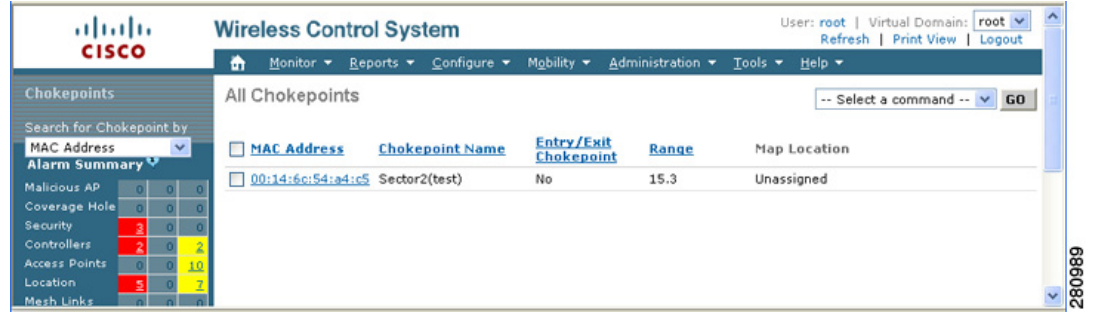 CISCO
Wireless Control System
User: root | Virtual Domain: root
Refresh | Print View | Logout
Monitor Reports Configure Mobility Administration Tools Help
Chokepoints
Search for Chokepoint by
MAC Address
Alarm Summary
Malicious AP 0 0 0
Coverage Hole 0 0 0
Security 3 0 0
Controllers 2 0 2
Access Points 0 0 10
Location 5 0 7
Mesh Links 0 0 0
All Chokepoints
-- Select a command -- GO
MAC Address Chokepoint Name Entry/Exit Chokepoint Range Map Location
00:14:6c:54:a4:c5 Sector2(test) No 15.3 Unassigned
280989